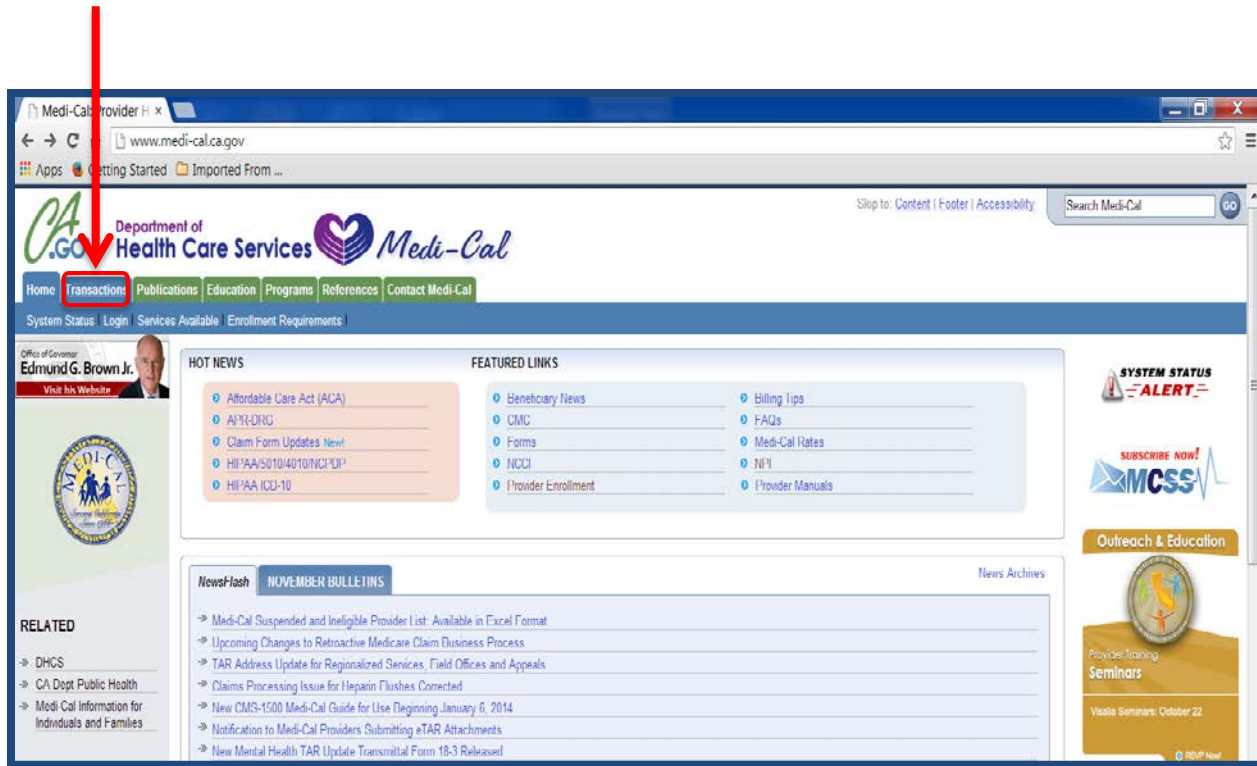 Medi-Cal: Provider H ×
www.medi-cal.ca.gov
Apps Getting Started Imported From ...
CA
.GOV
Department of
Health Care Services
Medi-Cal
Skip to: Content | Footer | Accessibility
Search Medi-Cal
GO
Home Transactions Publications Education Programs References Contact Medi-Cal
System Status | Login | Services Available | Enrollment Requirements |
Office of Governor
Edmund G. Brown Jr.
Visit his Website
MEDI-CAL
RELATED
DHCS
CA Dept Public Health
Medi-Cal Information for
Individuals and Families
HOT NEWS
Affordable Care Act (ACA)
APR-DRG
Claim Form Updates New!
HIPAA/5010/4010/NCPDP
HIPAA ICD-10
FEATURED LINKS
Beneficiary News
CMC
Forms
NCCI
Provider Enrollment
Billing Tips
FAQs
Medi-Cal Rates
NPI
Provider Manuals
NewsFlash
NOVEMBER BULLETINS
News Archives
Medi-Cal Suspended and Ineligible Provider List: Available in Excel Format
Upcoming Changes to Retroactive Medicare Claim Business Process
TAR Address Update for Regionalized Services, Field Offices and Appeals
Claims Processing Issue for Heparin Flushes Corrected
New CMS-1500 Medi-Cal Guide for Use Beginning January 6, 2014
Notification to Medi-Cal Providers Submitting eTAR Attachments
New Mental Health TAR Update Transmittal Form 18-3 Released
SYSTEM STATUS
ALERT
SUBSCRIBE NOW!
MCSS
Outreach & Education
Provider Training
Seminars
Visalia Seminars: October 22
RSVP Now!